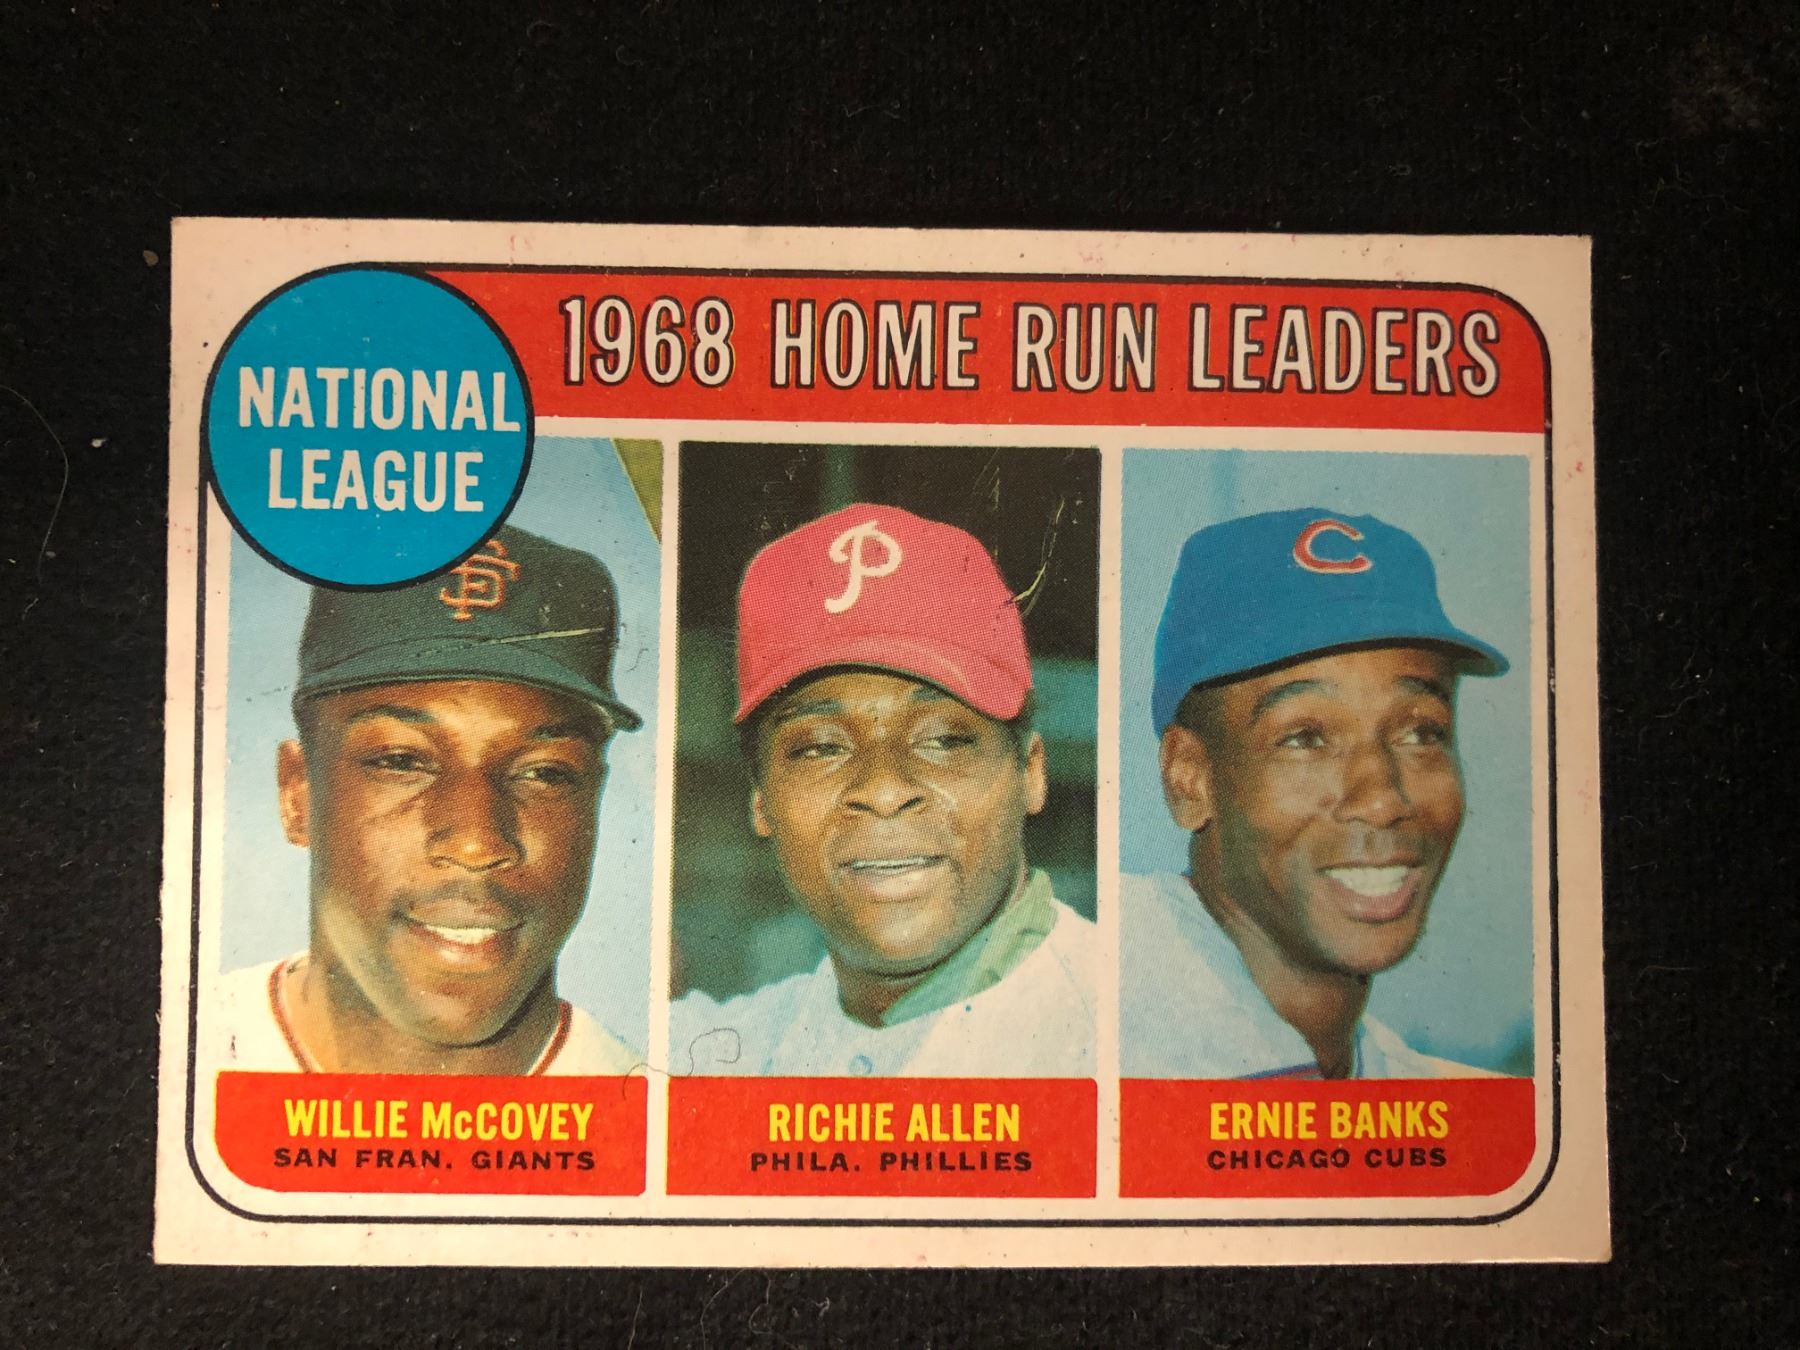 NATIONAL
LEAGUE
1968 HOME RUN LEADERS
SF
P
C
WILLIE McCOVEY
SAN FRAN. GIANTS
RICHIE ALLEN
PHILA. PHILLIES
ERNIE BANKS
CHICAGO CUBS